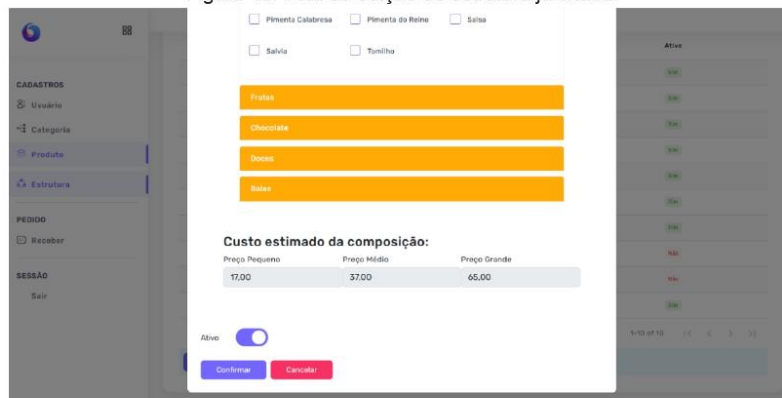 Pimenta Calabresa Pimenta do Reino Salsa
Salvia Tomilho
Ativo
CADASTROS
Usuário
Categoria
Produto
Estrutura
PEDIDO
Receber
SESSÃO
Sair
Frutas
Chocolate
Doces
Balas
Custo estimado da composição:
Preço Pequeno Preço Médio Preço Grande
17,00 37,00 65,00
Ativo
Confirmar Cancelar
Sim
Sim
Sim
Sim
Sim
Sim
Sim
Não
Não
Sim
1-10 of 10